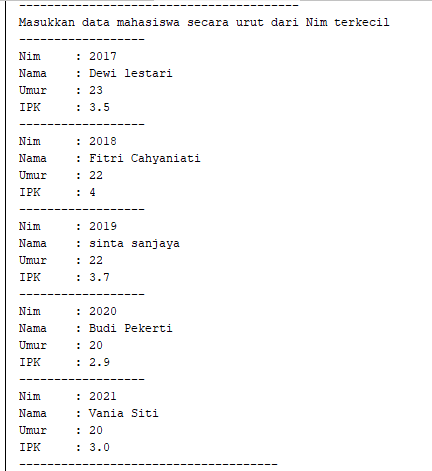 ----------------------------------------
Masukkan data mahasiswa secara urut dari Nim terkecil
------------------
Nim     : 2017
Nama    : Dewi lestari
Umur    : 23
IPK     : 3.5
------------------
Nim     : 2018
Nama    : Fitri Cahyaniati
Umur    : 22
IPK     : 4
------------------
Nim     : 2019
Nama    : sinta sanjaya
Umur    : 22
IPK     : 3.7
------------------
Nim     : 2020
Nama    : Budi Pekerti
Umur    : 20
IPK     : 2.9
------------------
Nim     : 2021
Nama    : Vania Siti
Umur    : 20
IPK     : 3.0
-------------------------------------